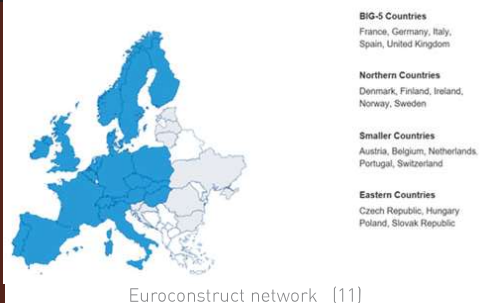 BIG-5 Countries
France, Germany, Italy,
Spain, United Kingdom
Northern Countries
Denmark, Finland, Ireland,
Norway, Sweden
Smaller Countries
Austria, Belgium, Netherlands,
Portugal, Switzerland
Eastern Countries
Czech Republic, Hungary
Poland, Slovak Republic
Euroconstruct network (11)